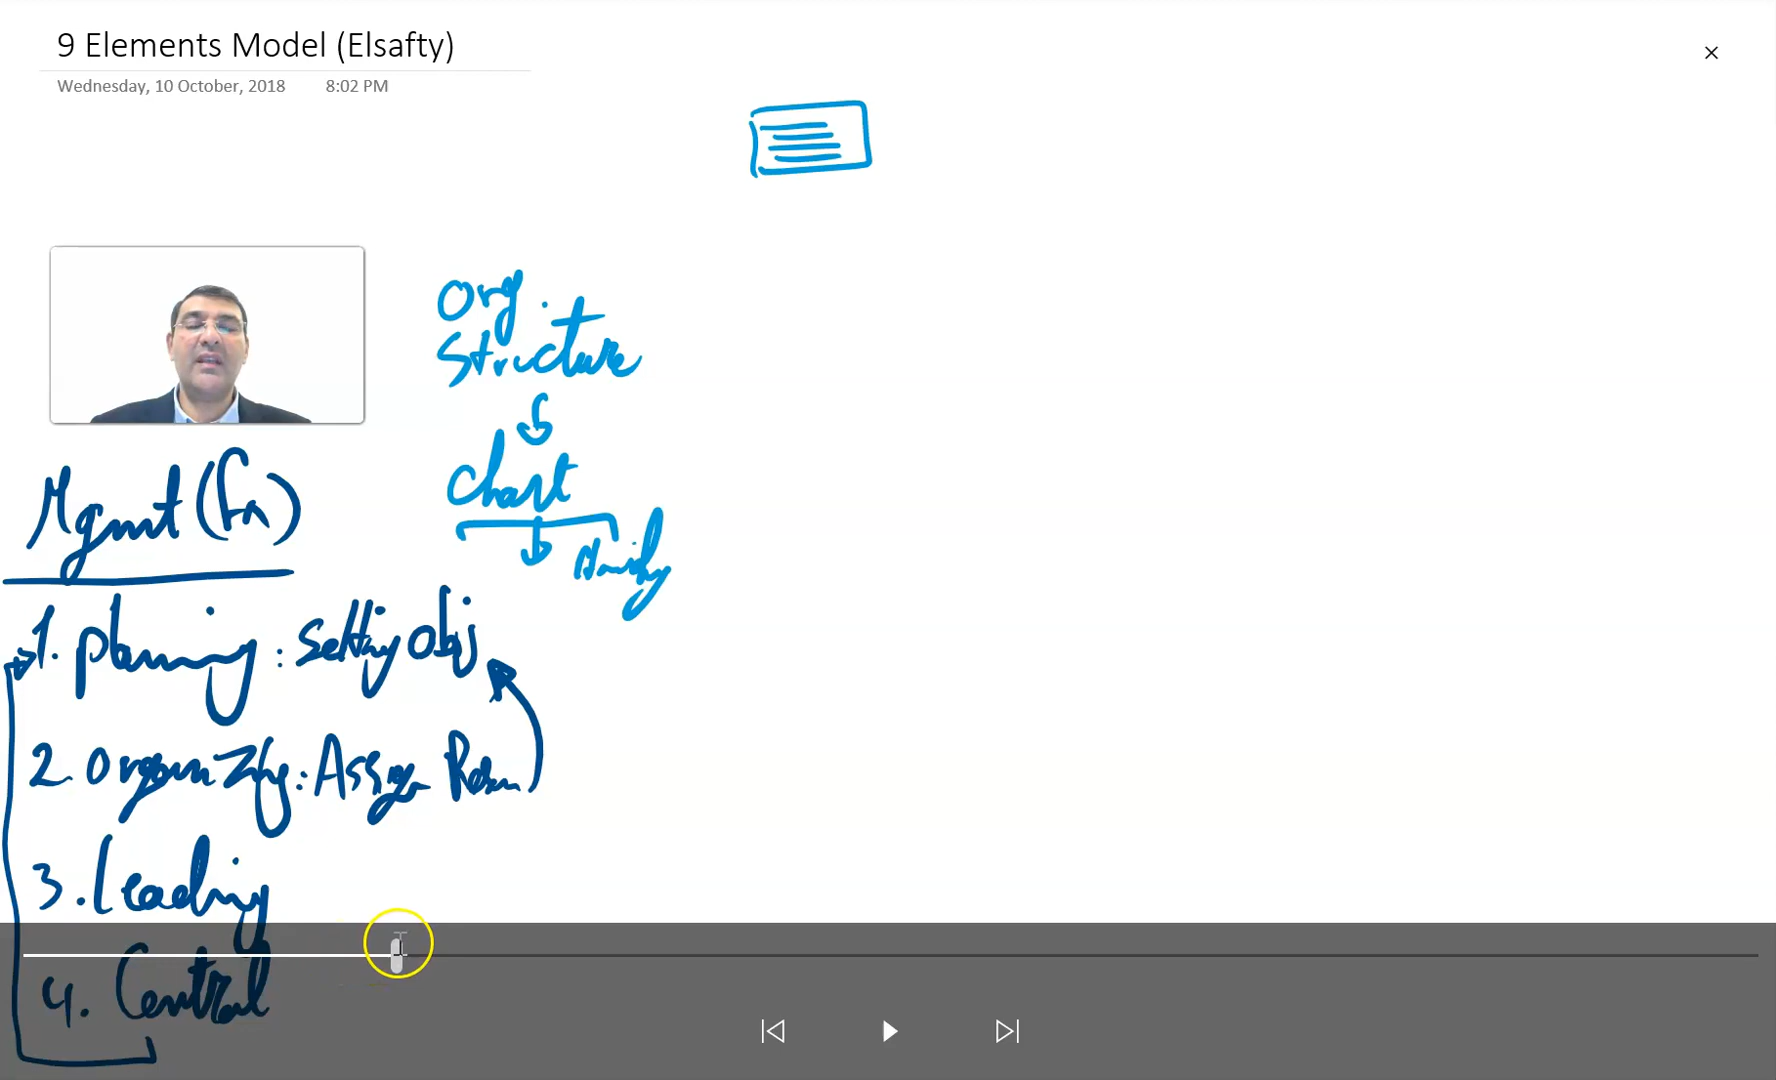 9 Elements Model (Elsafty)
Wednesday, 10 October, 2018 8:02 PM
Org.
Structure
Chart
Mgmt (fn)
1. planning : Setting Obj
2. Organizing : Assign
3. Leading
4. Control